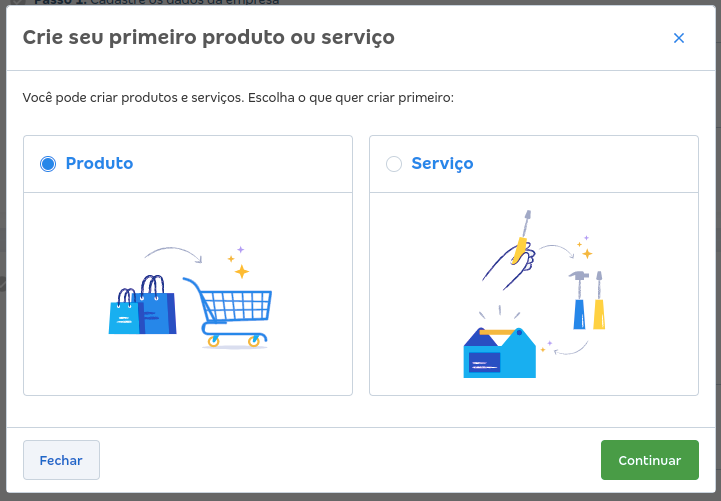 Passo 1. Cadastre os dados da empresa
Crie seu primeiro produto ou serviço
Você pode criar produtos e serviços. Escolha o que quer criar primeiro:
Produto
Serviço
Fechar
Continuar